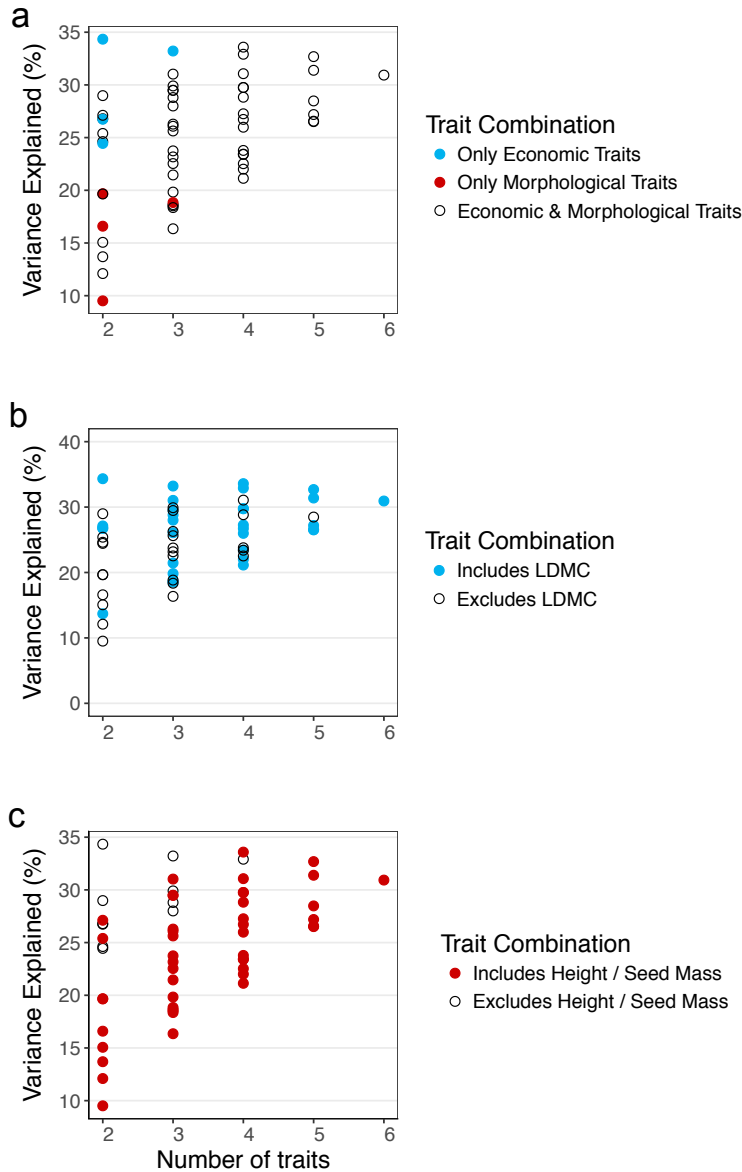 a
Variance Explained (%)
35
30
25
20
15
10
2 3 4 5 6
Trait Combination
Only Economic Traits
Only Morphological Traits
Economic & Morphological Traits
b
Variance Explained (%)
40
30
20
10
0
2 3 4 5 6
Trait Combination
Includes LDMC
Excludes LDMC
c
Variance Explained (%)
35
30
25
20
15
10
2 3 4 5 6
Number of traits
Trait Combination
Includes Height / Seed Mass
Excludes Height / Seed Mass